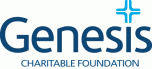 Genesis
CHARITABLE FOUNDATION